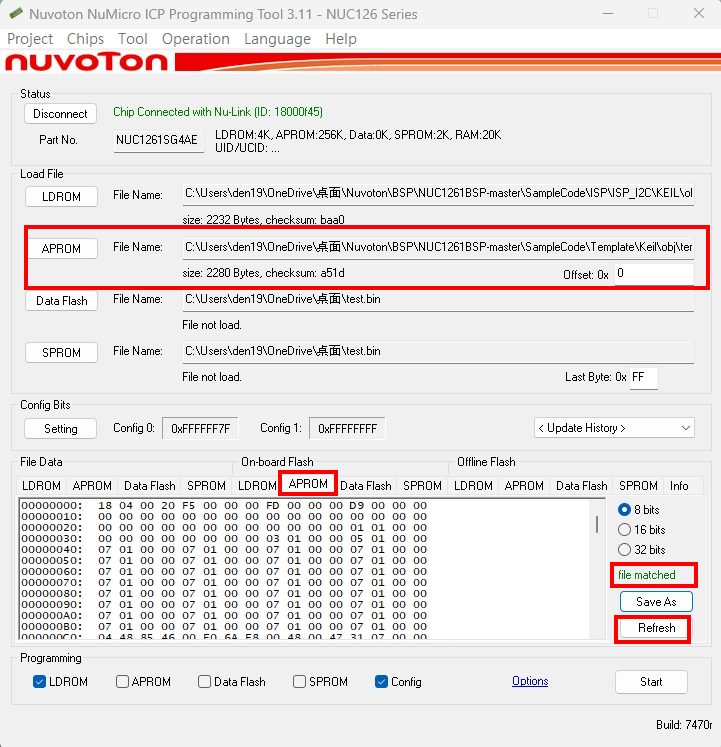 Nuvoton NuMicro ICP Programming Tool 3.11 - NUC126 Series
Project Chips Tool Operation Language Help
nuvoTon
Status
Disconnect Chip Connected with Nu-Link (ID: 18000f45)
Part No. NUC1261SG4AE LDROM:4K, APROM:256K, Data:0K, SPROM:2K, RAM:20K
UID/UCID: ...
Load File
LDROM File Name: C:\Users\den19\OneDrive\桌面\Nuvoton\BSP\NUC1261BSP-master\SampleCode\ISP\ISP_I2C\KEIL\ol
size: 2232 Bytes, checksum: baa0
APROM File Name: C:\Users\den19\OneDrive\桌面\Nuvoton\BSP\NUC1261BSP-master\SampleCode\Template\Keil\obj\ter
size: 2280 Bytes, checksum: a51d Offset: 0x 0
Data Flash File Name: C:\Users\den19\OneDrive\桌面\test.bin
File not load.
SPROM File Name: C:\Users\den19\OneDrive\桌面\test.bin
File not load. Last Byte: 0x FF
Config Bits
Setting Config 0: 0xFFFFFF7F Config 1: 0xFFFFFFFF < Update History >
File Data On-board Flash Offline Flash
LDROM APROM Data Flash SPROM LDROM APROM Data Flash SPROM LDROM APROM Data Flash SPROM Info
00000000: 18 04 00 20 F5 00 00 00 FD 00 00 00 D9 00 00 00
00000010: 00 00 00 00 00 00 00 00 00 00 00 00 D0 00 00 00
00000020: 00 00 00 00 00 00 00 00 00 00 00 00 01 01 00 00
00000030: 00 00 00 00 00 00 00 00 03 01 00 00 05 01 00 00
00000040: 07 01 00 00 07 01 00 00 07 01 00 00 07 01 00 00
00000050: 07 01 00 00 07 01 00 00 07 01 00 00 07 01 00 00
00000060: 07 01 00 00 07 01 00 00 07 01 00 00 07 01 00 00
00000070: 07 01 00 00 07 01 00 00 07 01 00 00 07 01 00 00
00000080: 07 01 00 00 07 01 00 00 07 01 00 00 07 01 00 00
00000090: 07 01 00 00 07 01 00 00 07 01 00 00 07 01 00 00
000000A0: 07 01 00 00 07 01 00 00 07 01 00 00 07 01 00 00
000000B0: 07 01 00 00 07 01 00 00 07 01 00 00 07 01 00 00
000000C0: 04 48 85 46 00 F0 6A F8 00 48 00 47 31 07 00 00
8 bits
16 bits
32 bits
file matched
Save As
Refresh
Programming
LDROM APROM Data Flash SPROM Config Options Start
Build: 7470r